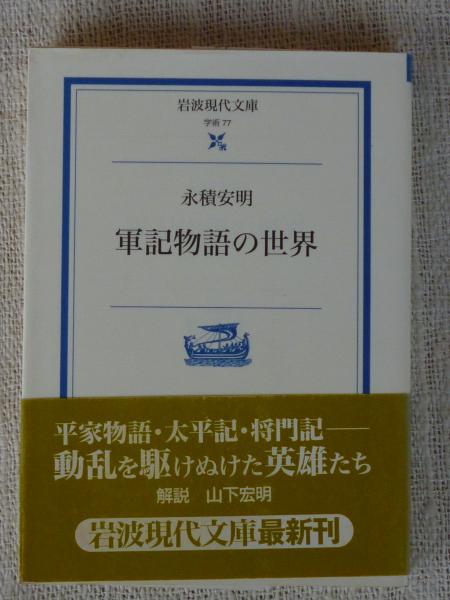 岩波現代文庫
学術 77
永積安明
軍記物語の世界
平家物語・太平記・将門記──
動乱を駆けぬけた英雄たち
解説　山下宏明
岩波現代文庫最新刊